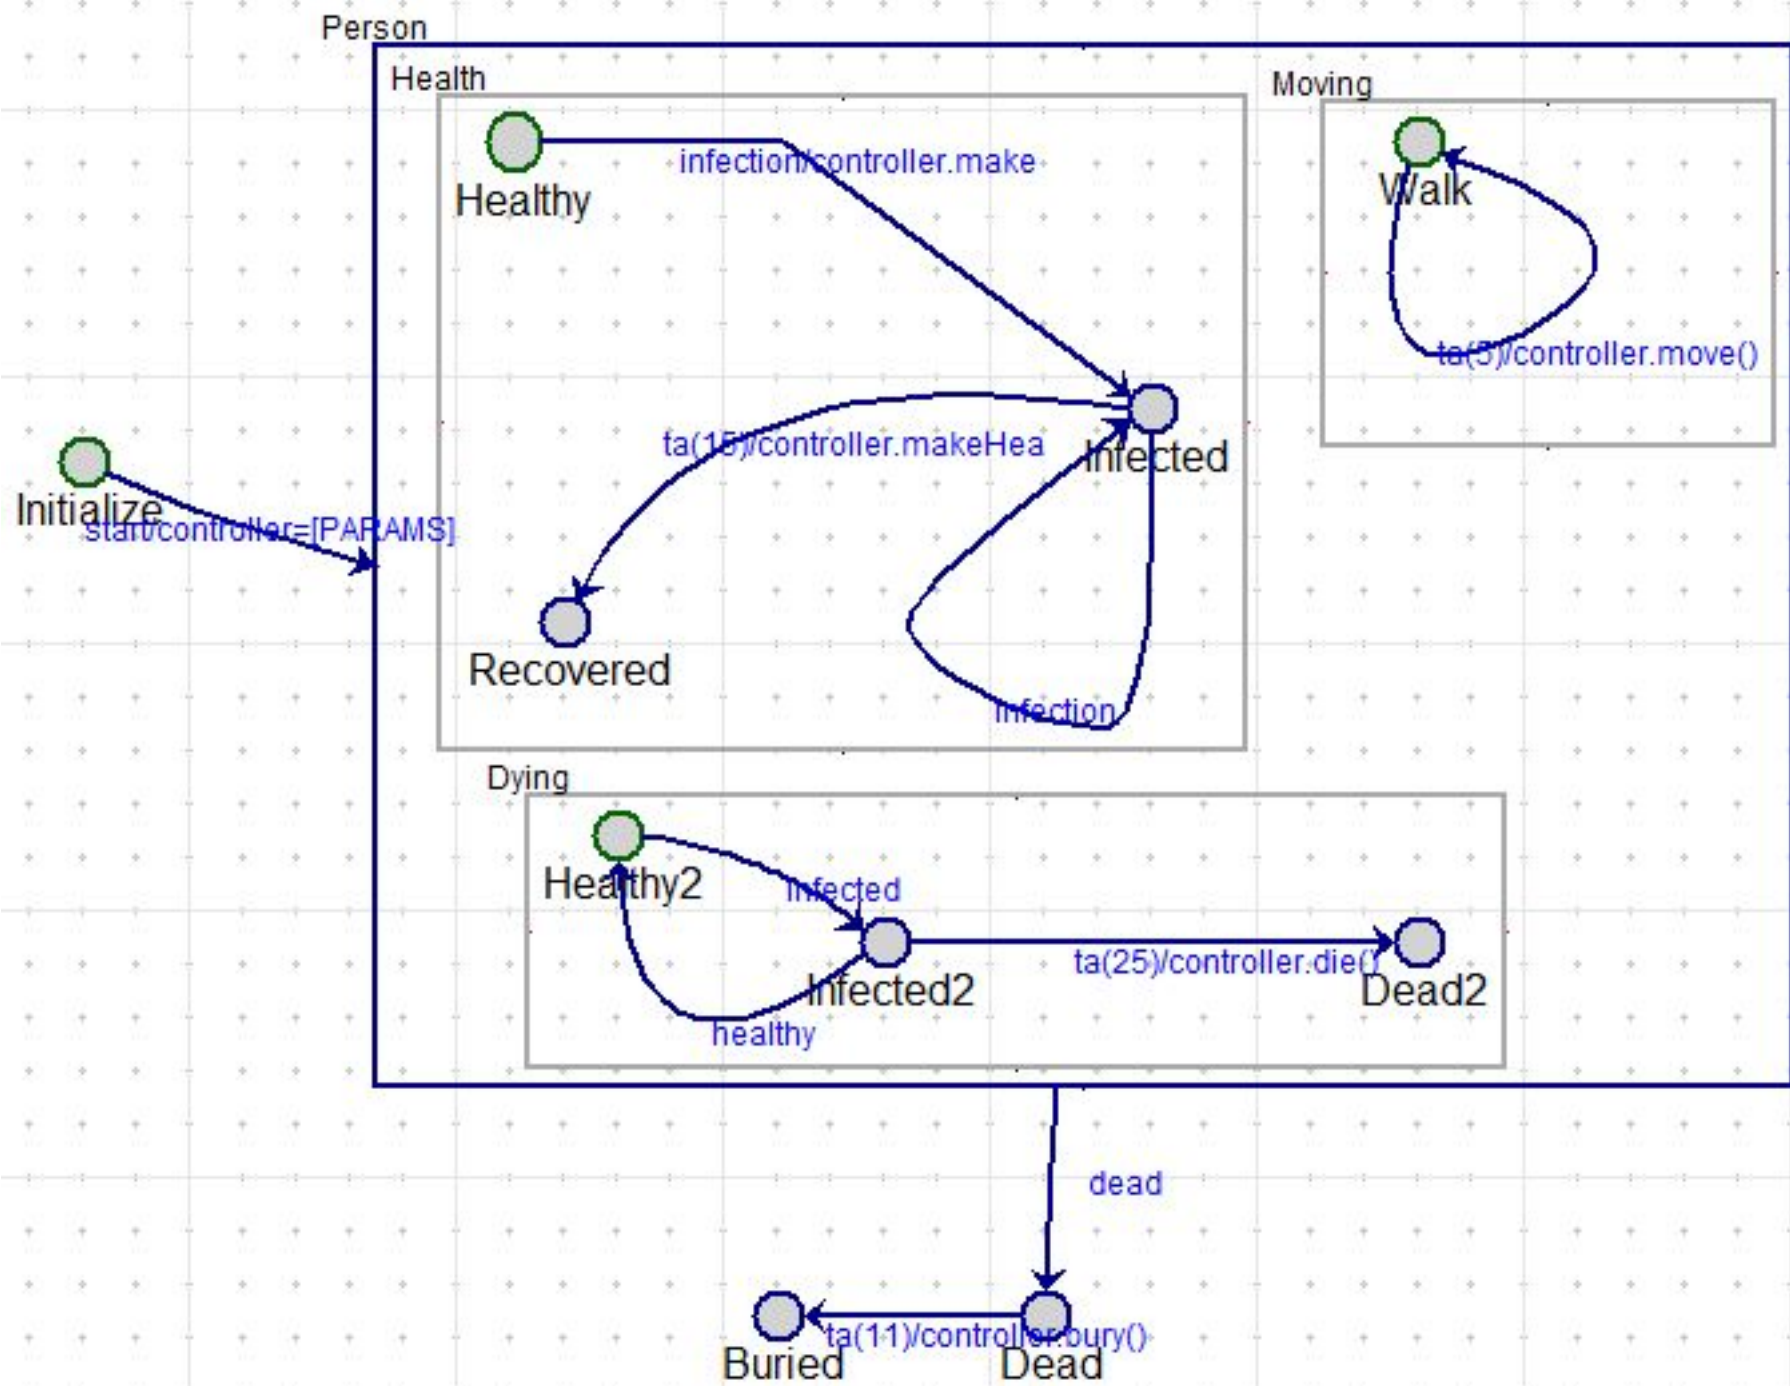 Person
Health
Moving
infection/controller.make
Healthy
Walk
ta(5)/controller.move()
ta(15)/controller.makeHea
Infected
Initialize
start/controller=[PARAMS]
Recovered
infection
Dying
Healthy2
infected
ta(25)/controller.die()
Infected2
Dead2
healthy
dead
ta(11)/controller.bury()
Buried
Dead